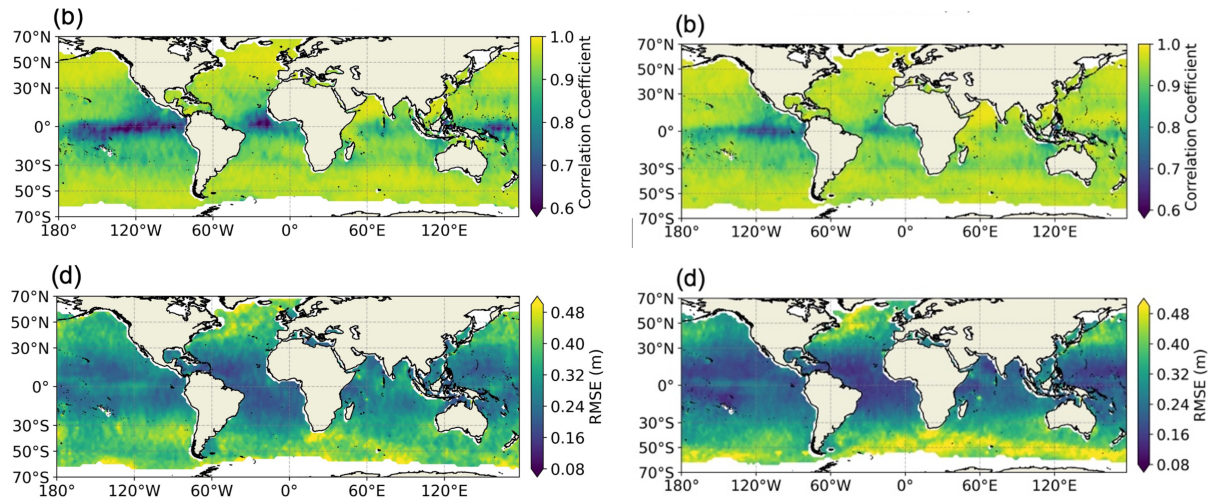 (b)
70°N
50°N
30°N
0°
30°S
50°S
70°S
180°
120°W
60°W
0°
60°E
120°E
1.0
0.9
0.8
0.7
0.6
Correlation Coefficient
(b)
70°N
50°N
30°N
0°
30°S
50°S
70°S
180°
120°W
60°W
0°
60°E
120°E
1.0
0.9
0.8
0.7
0.6
Correlation Coefficient
(d)
70°N
50°N
30°N
0°
30°S
50°S
70°S
180°
120°W
60°W
0°
60°E
120°E
0.48
0.40
0.32
0.24
0.16
0.08
RMSE (m)
(d)
70°N
50°N
30°N
0°
30°S
50°S
70°S
180°
120°W
60°W
0°
60°E
120°E
0.48
0.40
0.32
0.24
0.16
0.08
RMSE (m)